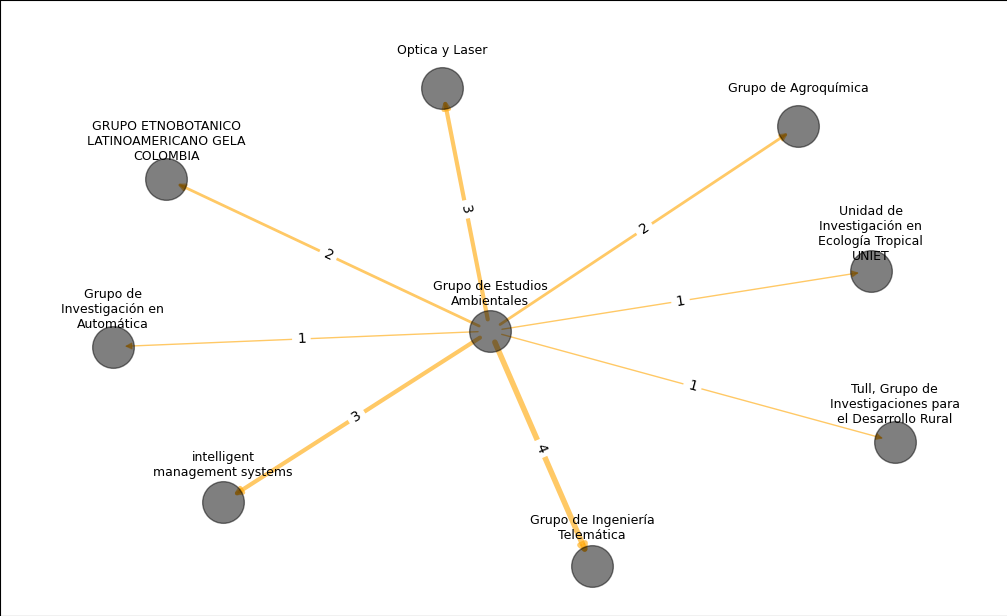 Optica y Laser
Grupo de Agroquímica
GRUPO ETNOBOTANICO
LATINOAMERICANO GELA
COLOMBIA
3
Unidad de
Investigación en
Ecología Tropical
UNIET
2
2
Grupo de Estudios
Ambientales
1
Grupo de
Investigación en
Automática
1
1
Tull, Grupo de
Investigaciones para
el Desarrollo Rural
3
4
intelligent
management systems
Grupo de Ingeniería
Telemática